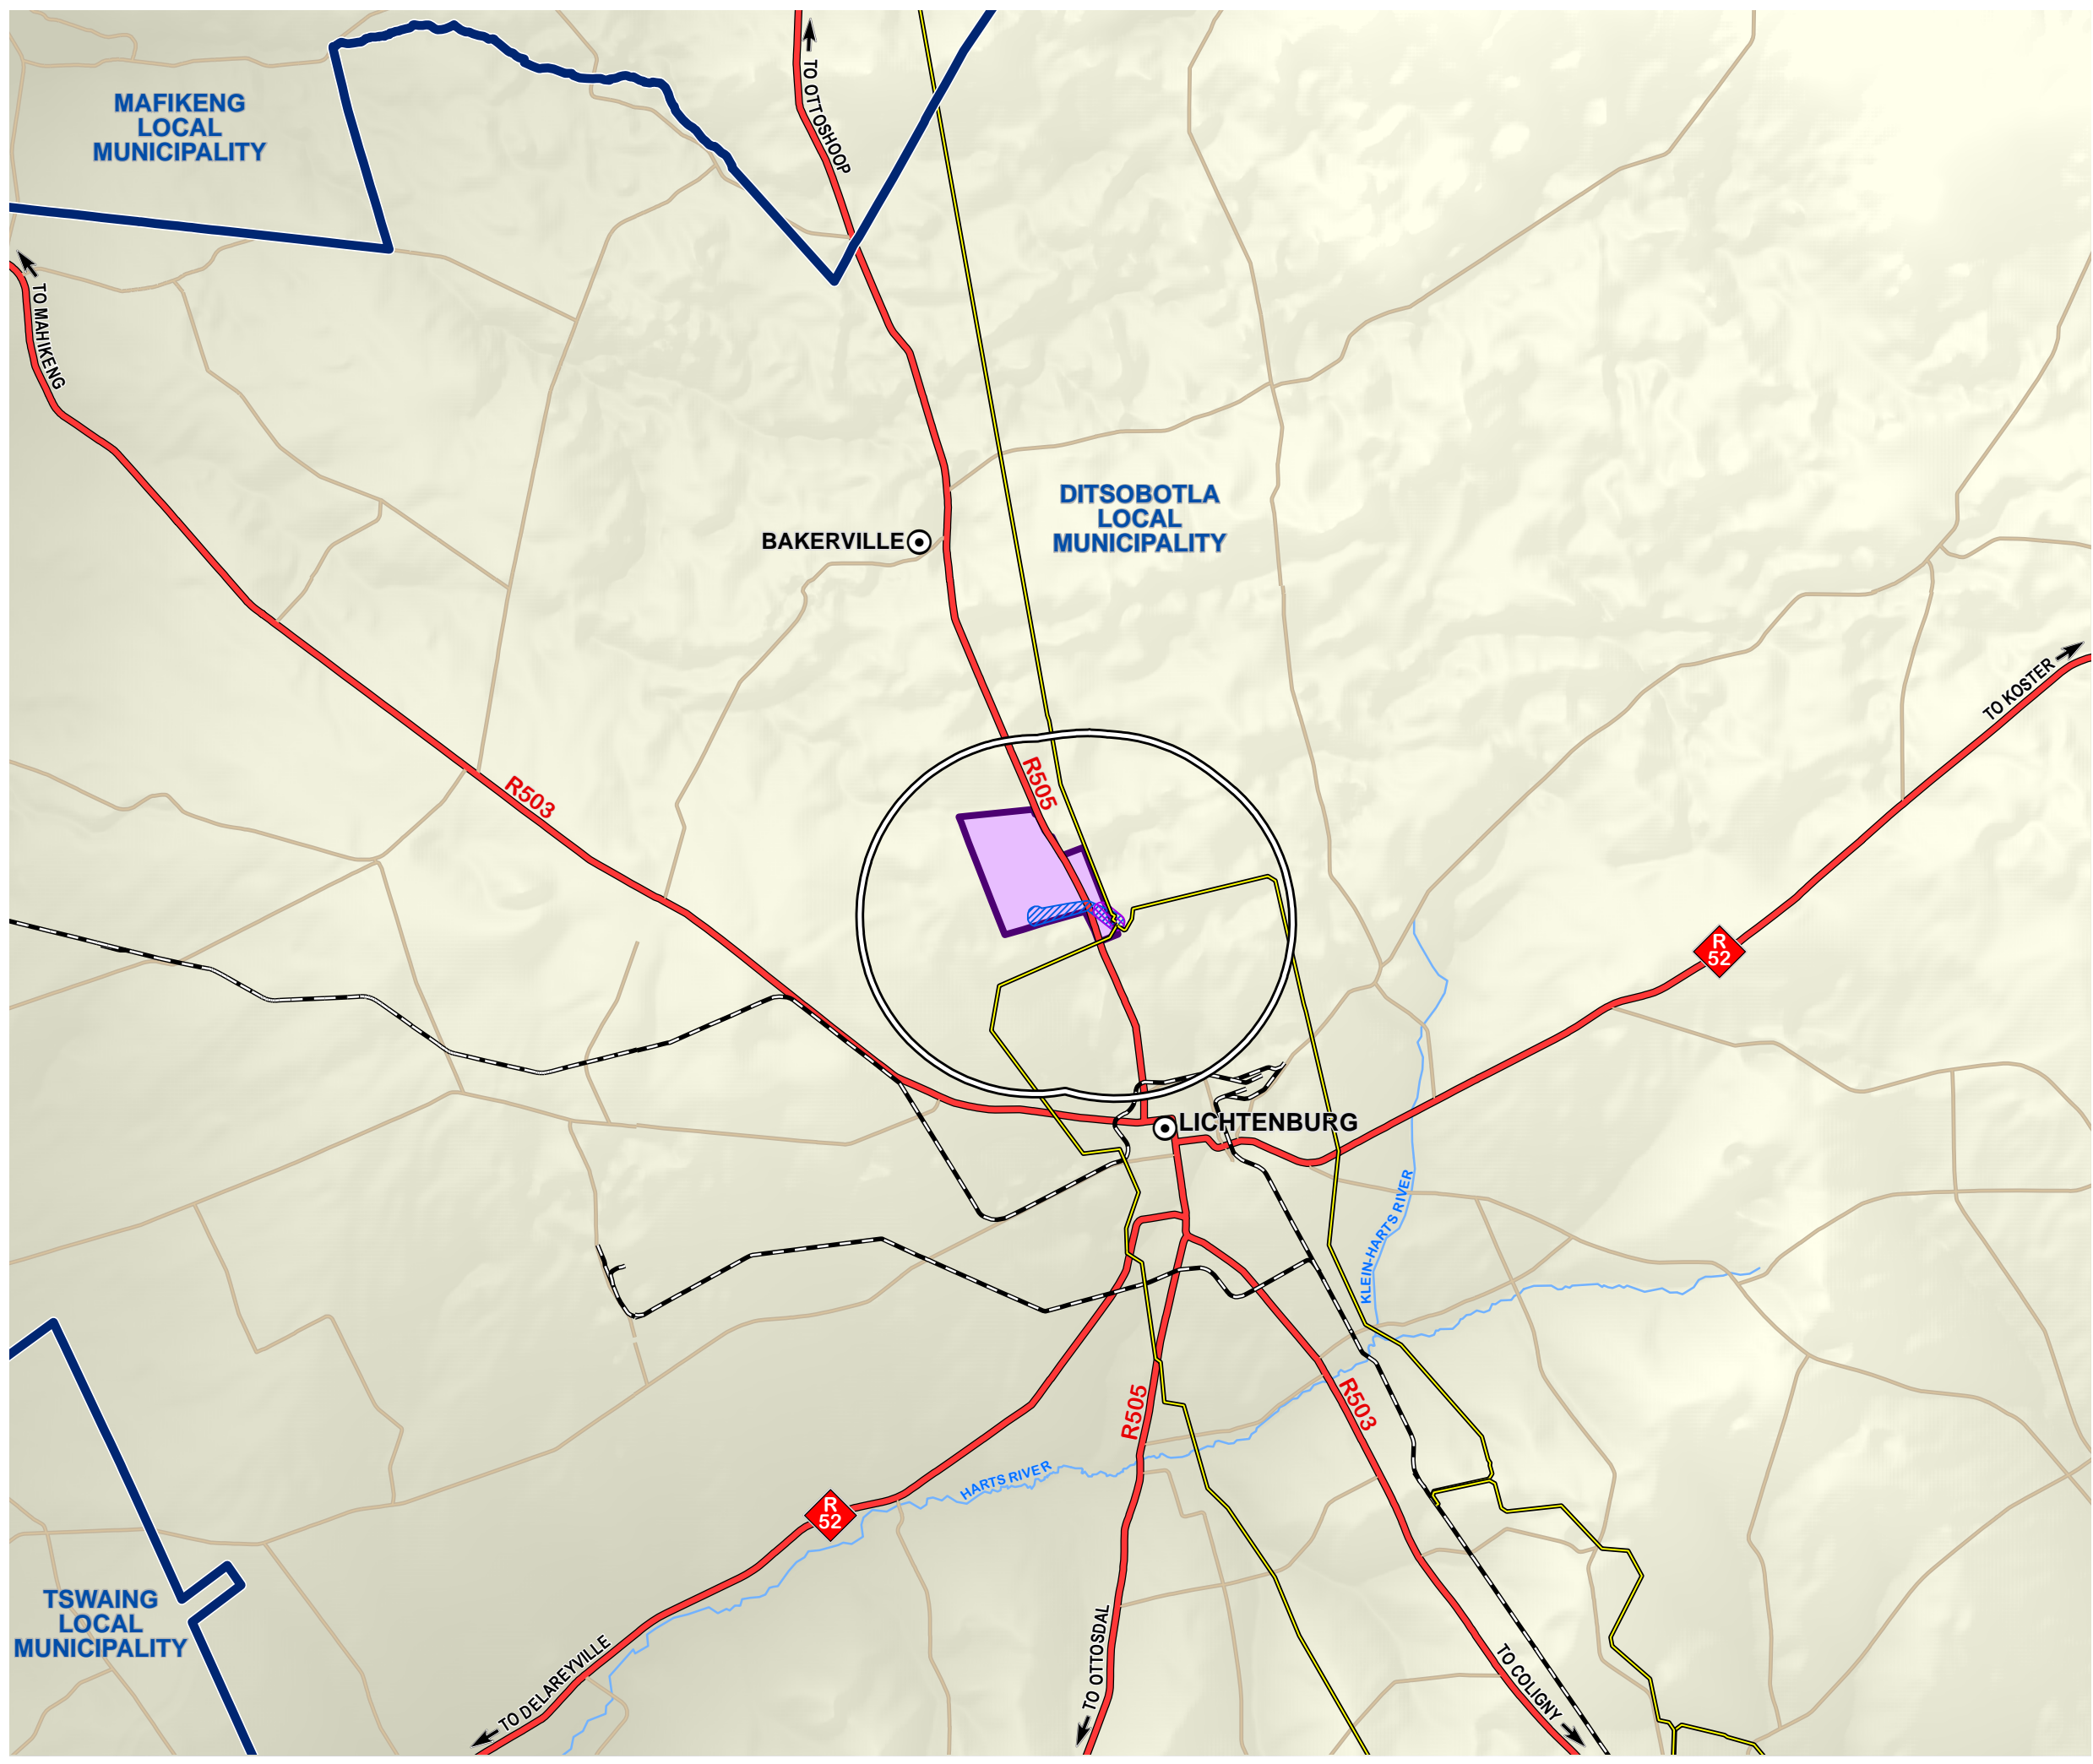 TO OTTOSHOOP
MAFIKENG
LOCAL
MUNICIPALITY
TO MAHIKENG
DITSOBOTLA
LOCAL
MUNICIPALITY
BAKERVILLE
TO KOSTER
R503
R505
R
52
LICHTENBURG
KLEIN-HARTS RIVER
R505
R503
HARTS RIVER
R
52
TSWAING
LOCAL
MUNICIPALITY
TO DELAREYVILLE
TO OTTOSDAL
TO COLIGNY